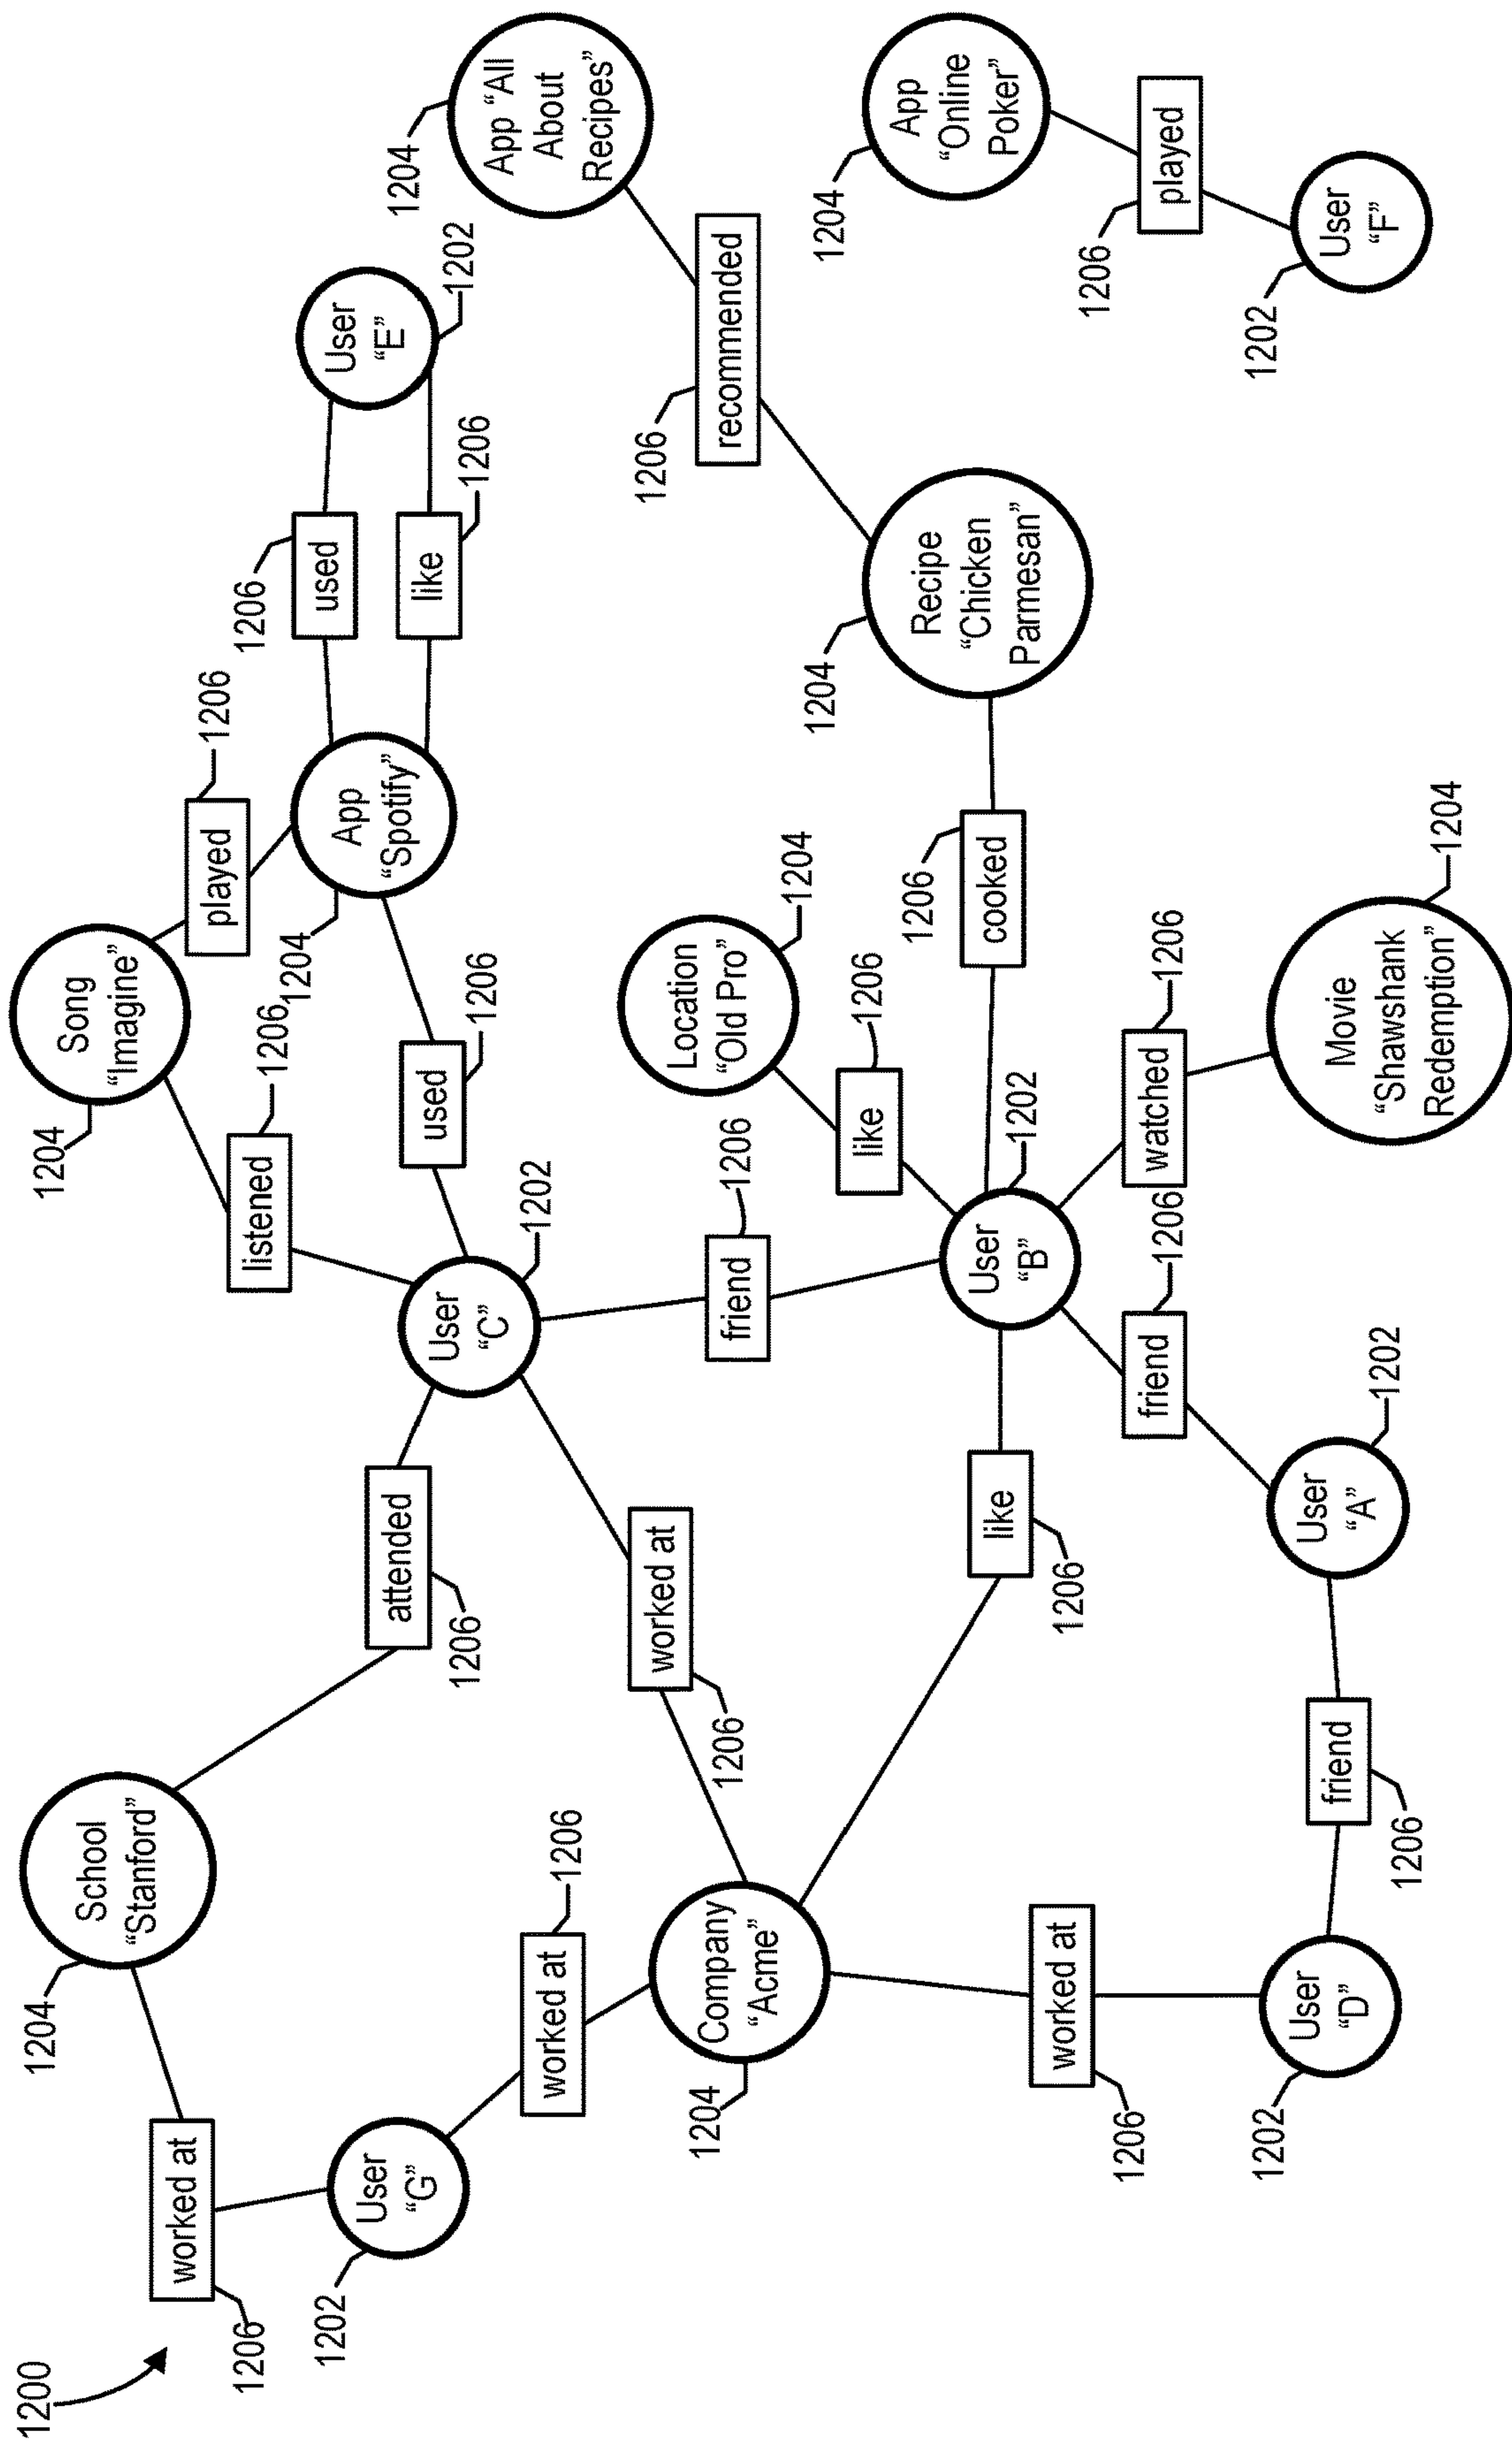 1200
1204
School
“Stanford”
worked at
1206
User
“G”
1202
attended
1206
1204
Song
“Imagine”
listened
1206
played
1206
1204
App
“Spotify”
used
1206
used
1206
like
1206
User
“E”
1202
User
“C”
1202
worked at
1206
worked at
1206
Company
“Acme”
1204
friend
1206
Location
“Old Pro”
1204
like
1206
1204
App “All
About
Recipes”
recommended
1206
1204
Recipe
“Chicken
Parmesan”
cooked
1206
User
“B”
1202
like
1206
worked at
1206
User
“D”
1202
friend
1206
User
“A”
1202
friend
1206
watched
1206
Movie
“Shawshank
Redemption”
1204
1204
App
“Online
Poker”
played
1206
User
“F”
1202